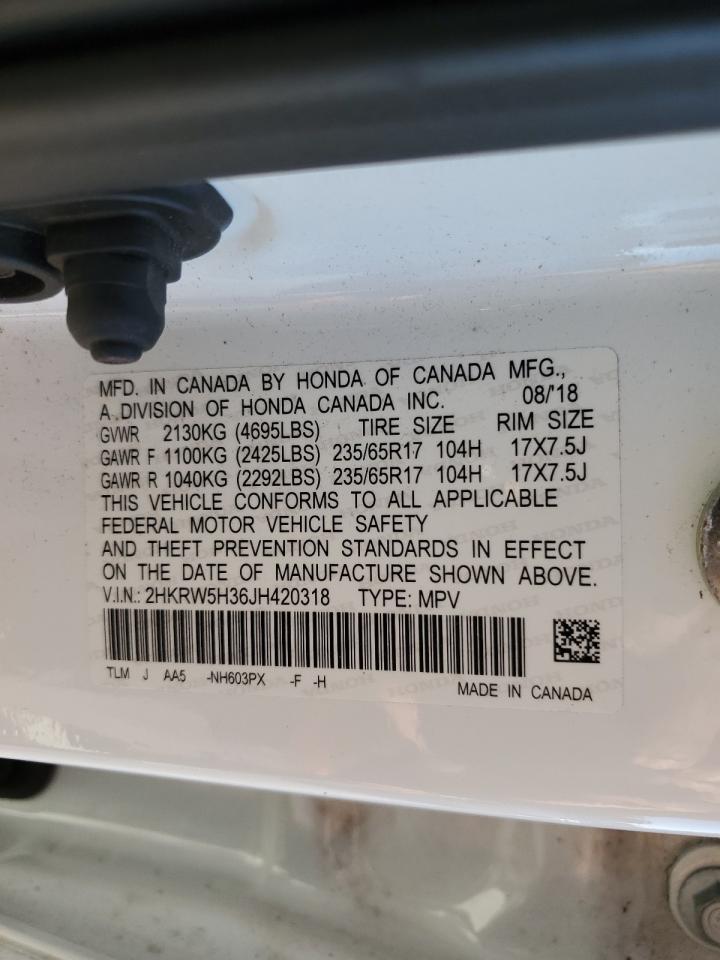 MFD. IN CANADA BY HONDA OF CANADA MFG.,
A DIVISION OF HONDA CANADA INC. 08/'18
GVWR 2130KG (4695LBS) TIRE SIZE RIM SIZE
GAWR F 1100KG (2425LBS) 235/65R17 104H 17X7.5J
GAWR R 1040KG (2292LBS) 235/65R17 104H 17X7.5J
THIS VEHICLE CONFORMS TO ALL APPLICABLE
FEDERAL MOTOR VEHICLE SAFETY
AND THEFT PREVENTION STANDARDS IN EFFECT
ON THE DATE OF MANUFACTURE SHOWN ABOVE.
V.I.N.: 2HKRW5H36JH420318 TYPE: MPV
TLM J AA5 -NH603PX -F -H
MADE IN CANADA